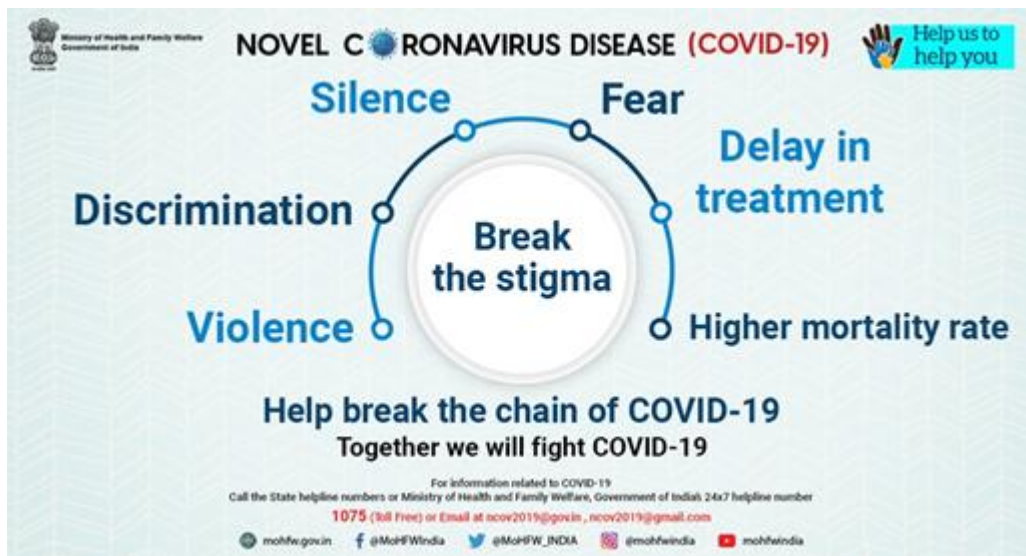 Ministry of Health and Family Welfare
Government of India
NOVEL CORONAVIRUS DISEASE (COVID-19)
Help us to
help you
Silence
Fear
Discrimination
Delay in
treatment
Violence
Higher mortality rate
Break
the stigma
Help break the chain of COVID-19
Together we will fight COVID-19
For information related to COVID-19
Call the State helpline numbers or Ministry of Health and Family Welfare, Government of India's 24x7 helpline number
1075 (Toll Free) or Email at ncov2019@gov.in , ncov2019@gmail.com
mohfw.gov.in @MoHFWIndia @MoHFW_INDIA @mohfwindia mohfwindia